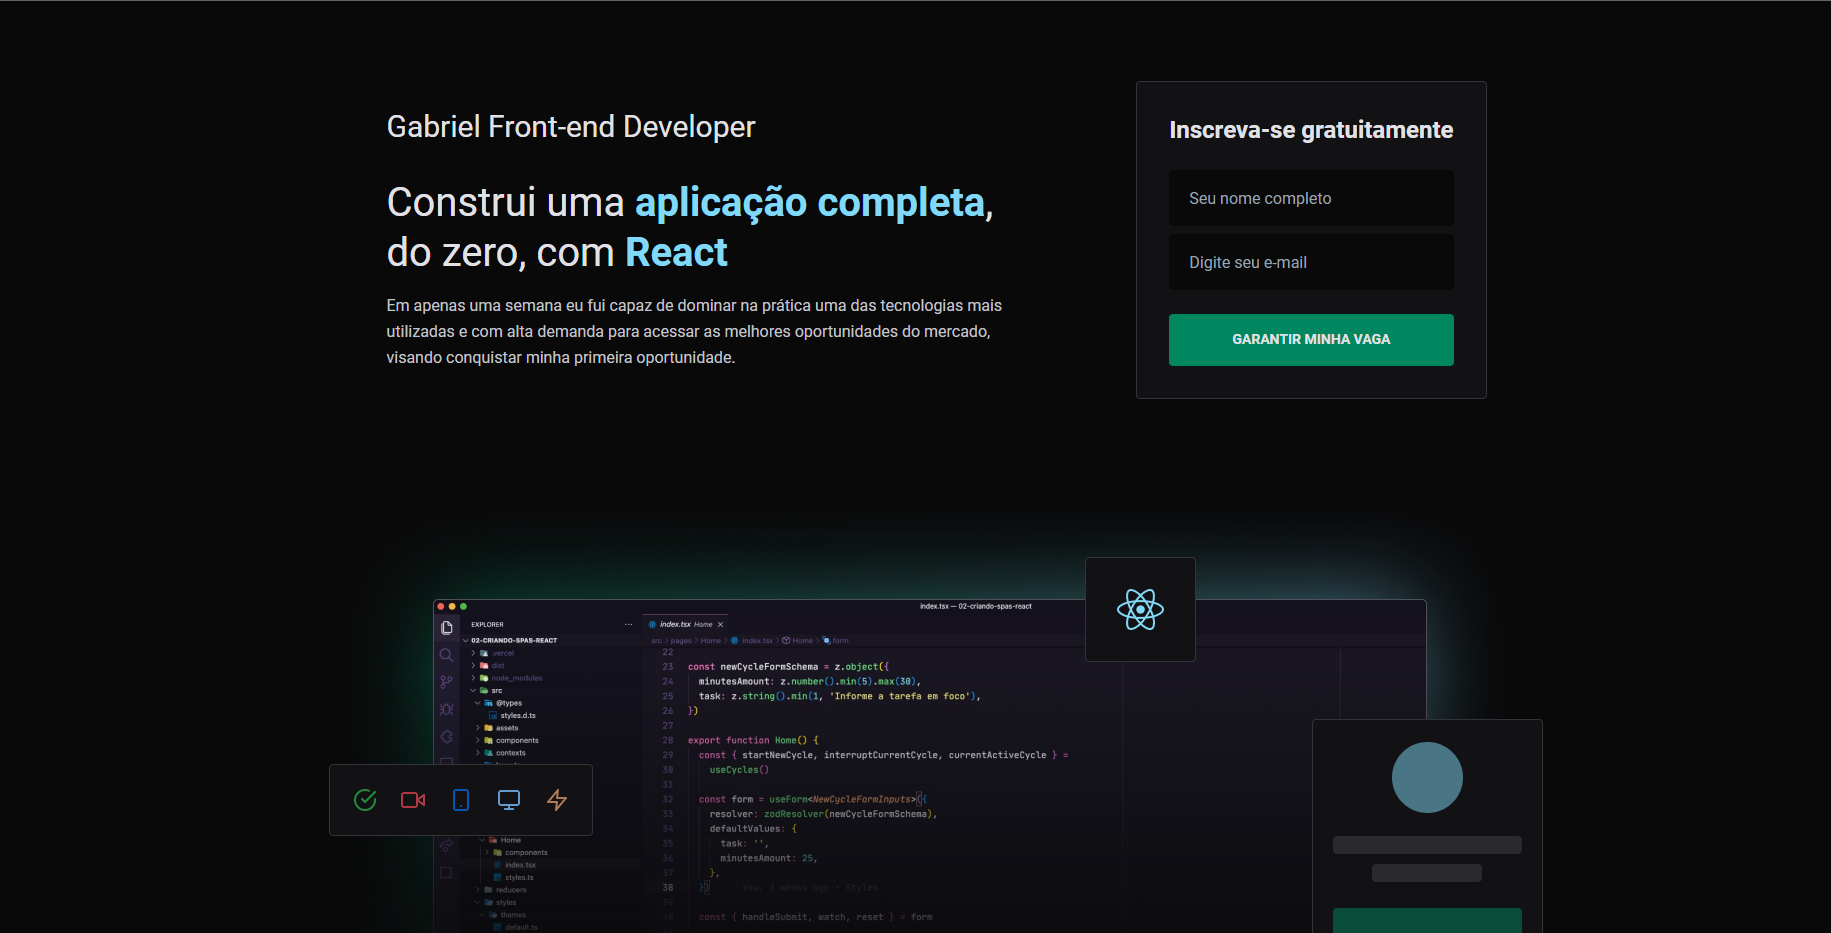 Gabriel Front-end Developer
Construi uma aplicação completa,
do zero, com React
Em apenas uma semana eu fui capaz de dominar na prática uma das tecnologias mais
utilizadas e com alta demanda para acessar as melhores oportunidades do mercado,
visando conquistar minha primeira oportunidade.
Inscreva-se gratuitamente
Seu nome completo
Digite seu e-mail
GARANTIR MINHA VAGA
index.tsx — 02-criando-spas-react
EXPLORER
02-CRIANDO-SPAS-REACT
.vercel
dist
node_modules
src
@types
styles.d.ts
assets
components
contexts
Home
components
index.tsx
styles.ts
reducers
styles
themes
default.ts
index.tsx Home
src > pages > Home > index.tsx > Home > form
22
23 const newCycleFormSchema = z.object({
24 minutesAmount: z.number().min(5).max(30),
25 task: z.string().min(1, 'Informe a tarefa em foco'),
26 })
27
28 export function Home() {
29 const { startNewCycle, interruptCurrentCycle, currentActiveCycle } =
30 useCycles()
31
32 const form = useForm<NewCycleFormInputs>({
33 resolver: zodResolver(newCycleFormSchema),
34 defaultValues: {
35 task: '',
36 minutesAmount: 25,
37 },
38 }) You, 3 weeks ago • Styles
39
40 const { handleSubmit, watch, reset } = form